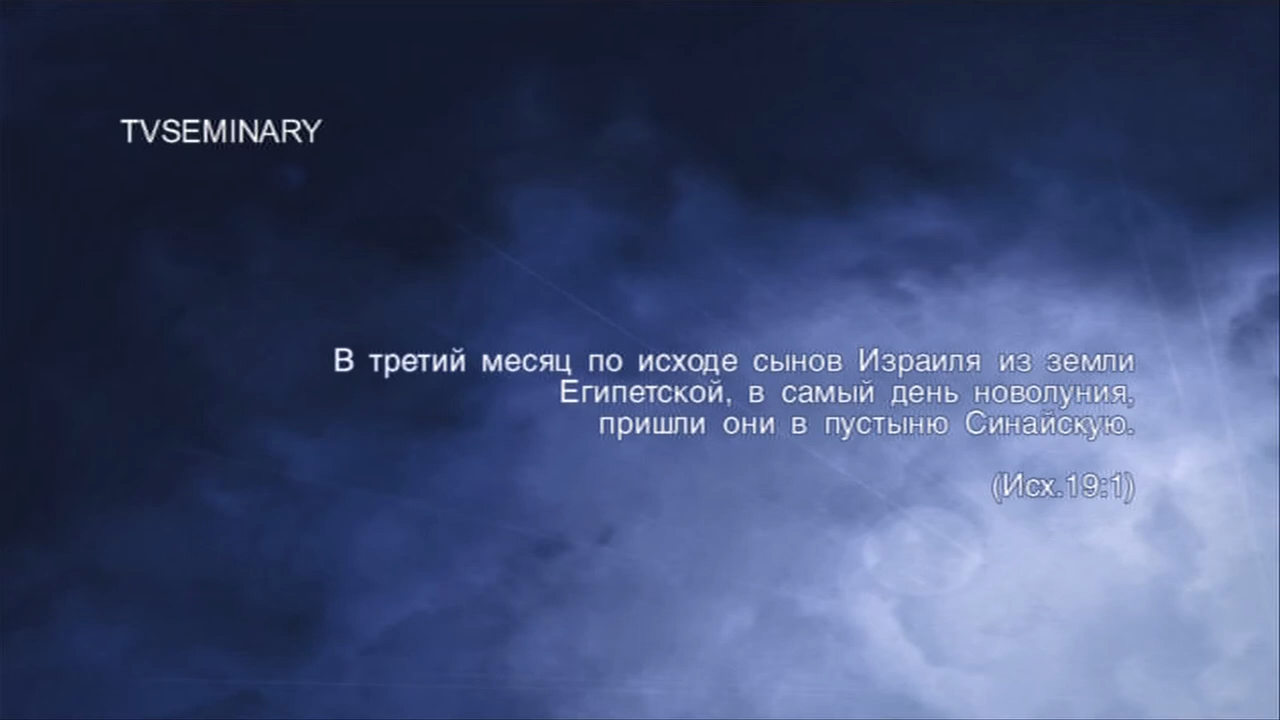 TVSEMINARY
В третий месяц по исходе сынов Израиля из земли
Египетской, в самый день новолуния,
пришли они в пустыню Синайскую.
(Исх.19:1)